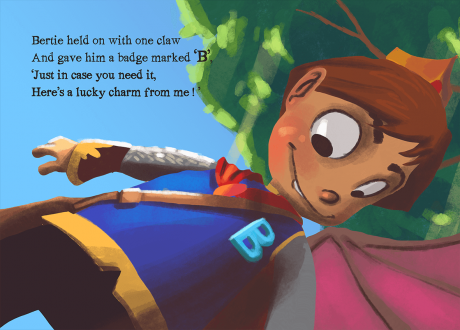 Bertie held on with one claw
And gave him a badge marked ‘B’,
‘Just in case you need it,
Here’s a lucky charm from me!’
B